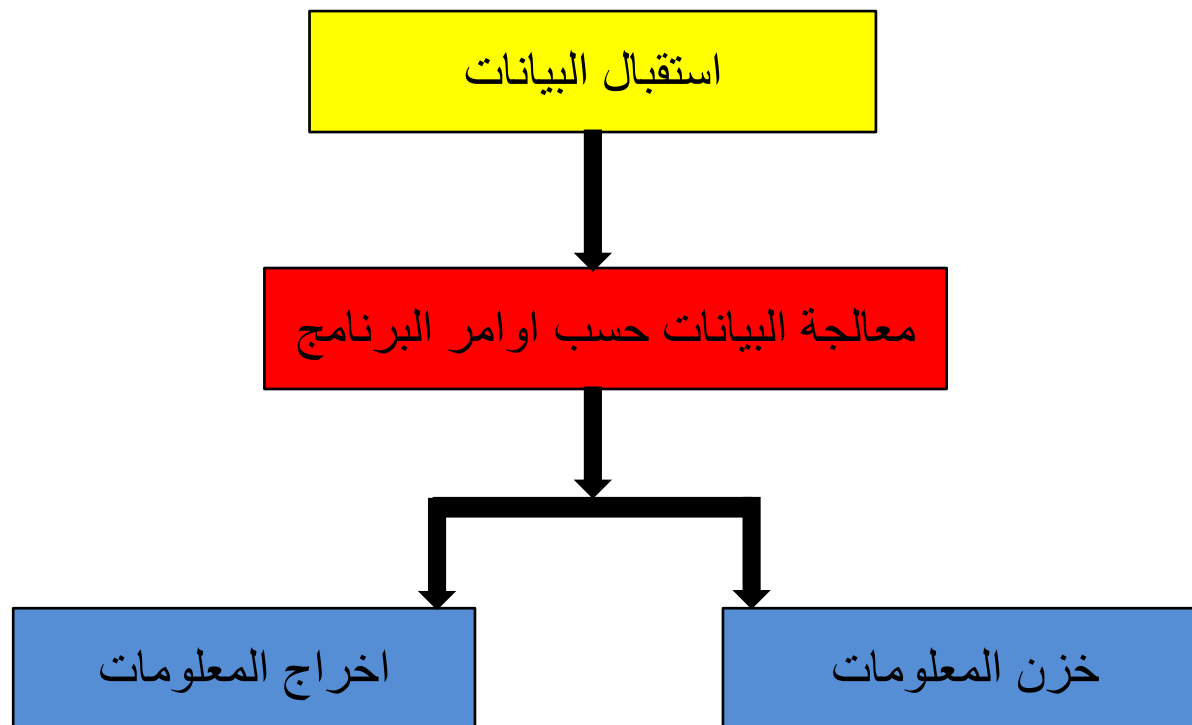 استقبال البيانات
معالجة البيانات حسب اوامر البرنامج
خزن المعلومات
اخراج المعلومات